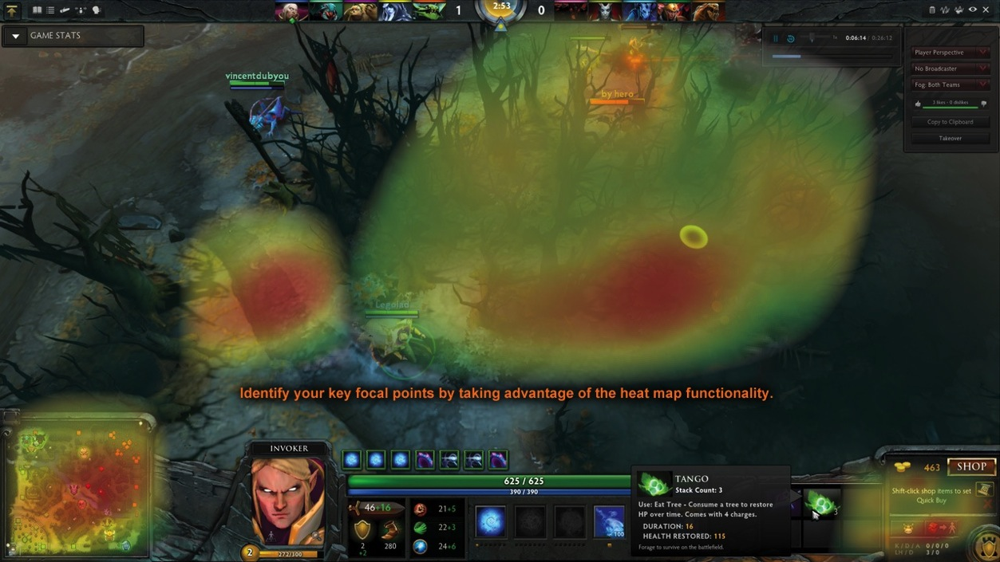 1
2:53
0
GAME STATS
1x
0:06:14 / 0:26:12
Player Perspective
No Broadcaster
Fog: Both Teams
3 likes - 0 dislikes
Copy to Clipboard
Takeover
vincentdubyou
by hero
Legolad
Identify your key focal points by taking advantage of the heat map functionality.
INVOKER
2
272/300
625 / 625
390 / 390
46+16
2
+2
280
21+5
22+3
24+6
100
TANGO
Stack Count: 3
Use: Eat Tree - Consume a tree to restore
HP over time. Comes with 4 charges.
DURATION: 16
HEALTH RESTORED: 115
Forage to survive on the battlefield.
3
463
SHOP
Shift-click shop items to set
Quick Buy
K / D / A 0/0/0
LH / D 3/0